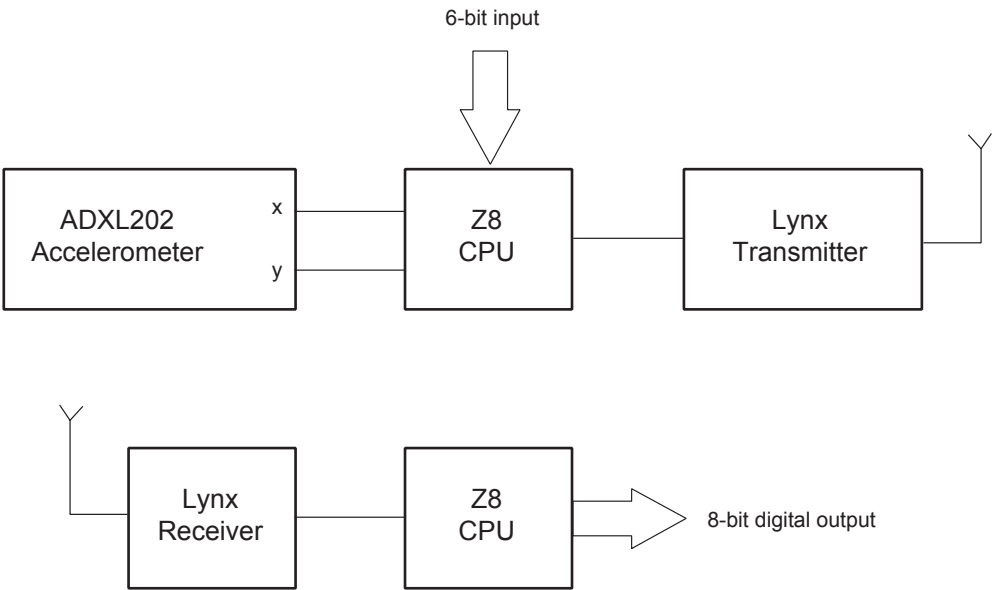 6-bit input
ADXL202
Accelerometer
x
y
Z8
CPU
Lynx
Transmitter
Lynx
Receiver
Z8
CPU
8-bit digital output